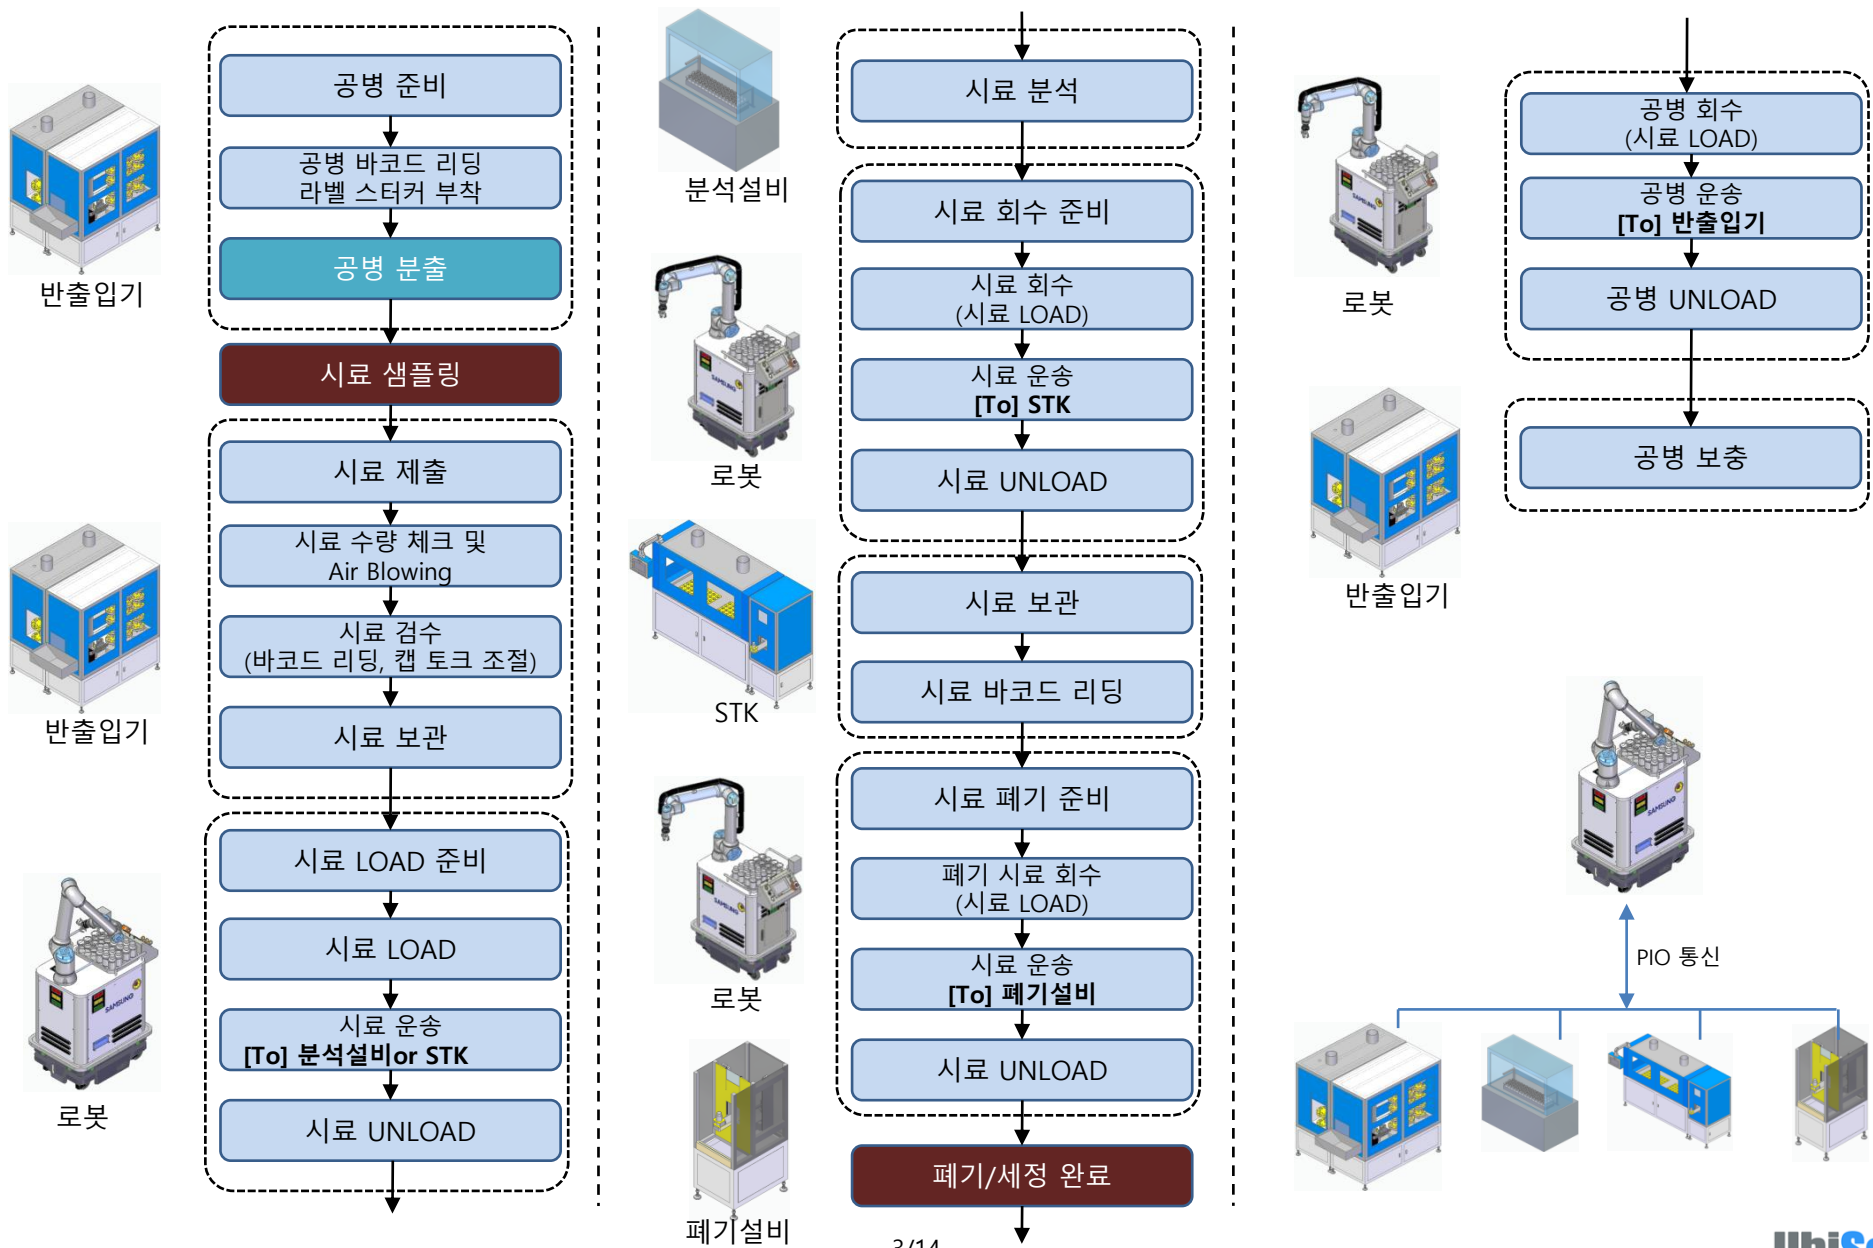 공병 준비
공병 바코드 리딩
라벨 스터커 부착
공병 분출
반출입기
시료 샘플링
시료 제출
시료 수량 체크 및
Air Blowing
시료 검수
(바코드 리딩, 캡 토크 조절)
시료 보관
반출입기
시료 LOAD 준비
시료 LOAD
시료 운송
[To] 분석설비or STK
시료 UNLOAD
로봇
시료 분석
분석설비
시료 회수 준비
시료 회수
(시료 LOAD)
시료 운송
[To] STK
시료 UNLOAD
로봇
시료 보관
시료 바코드 리딩
STK
시료 폐기 준비
폐기 시료 회수
(시료 LOAD)
시료 운송
[To] 폐기설비
시료 UNLOAD
로봇
폐기/세정 완료
폐기설비
3/14
공병 회수
(시료 LOAD)
공병 운송
[To] 반출입기
공병 UNLOAD
로봇
공병 보충
반출입기
PIO 통신
SAMSUNG
SAMSUNG
SAMSUNG
SAMSUNG
SAMSUNG